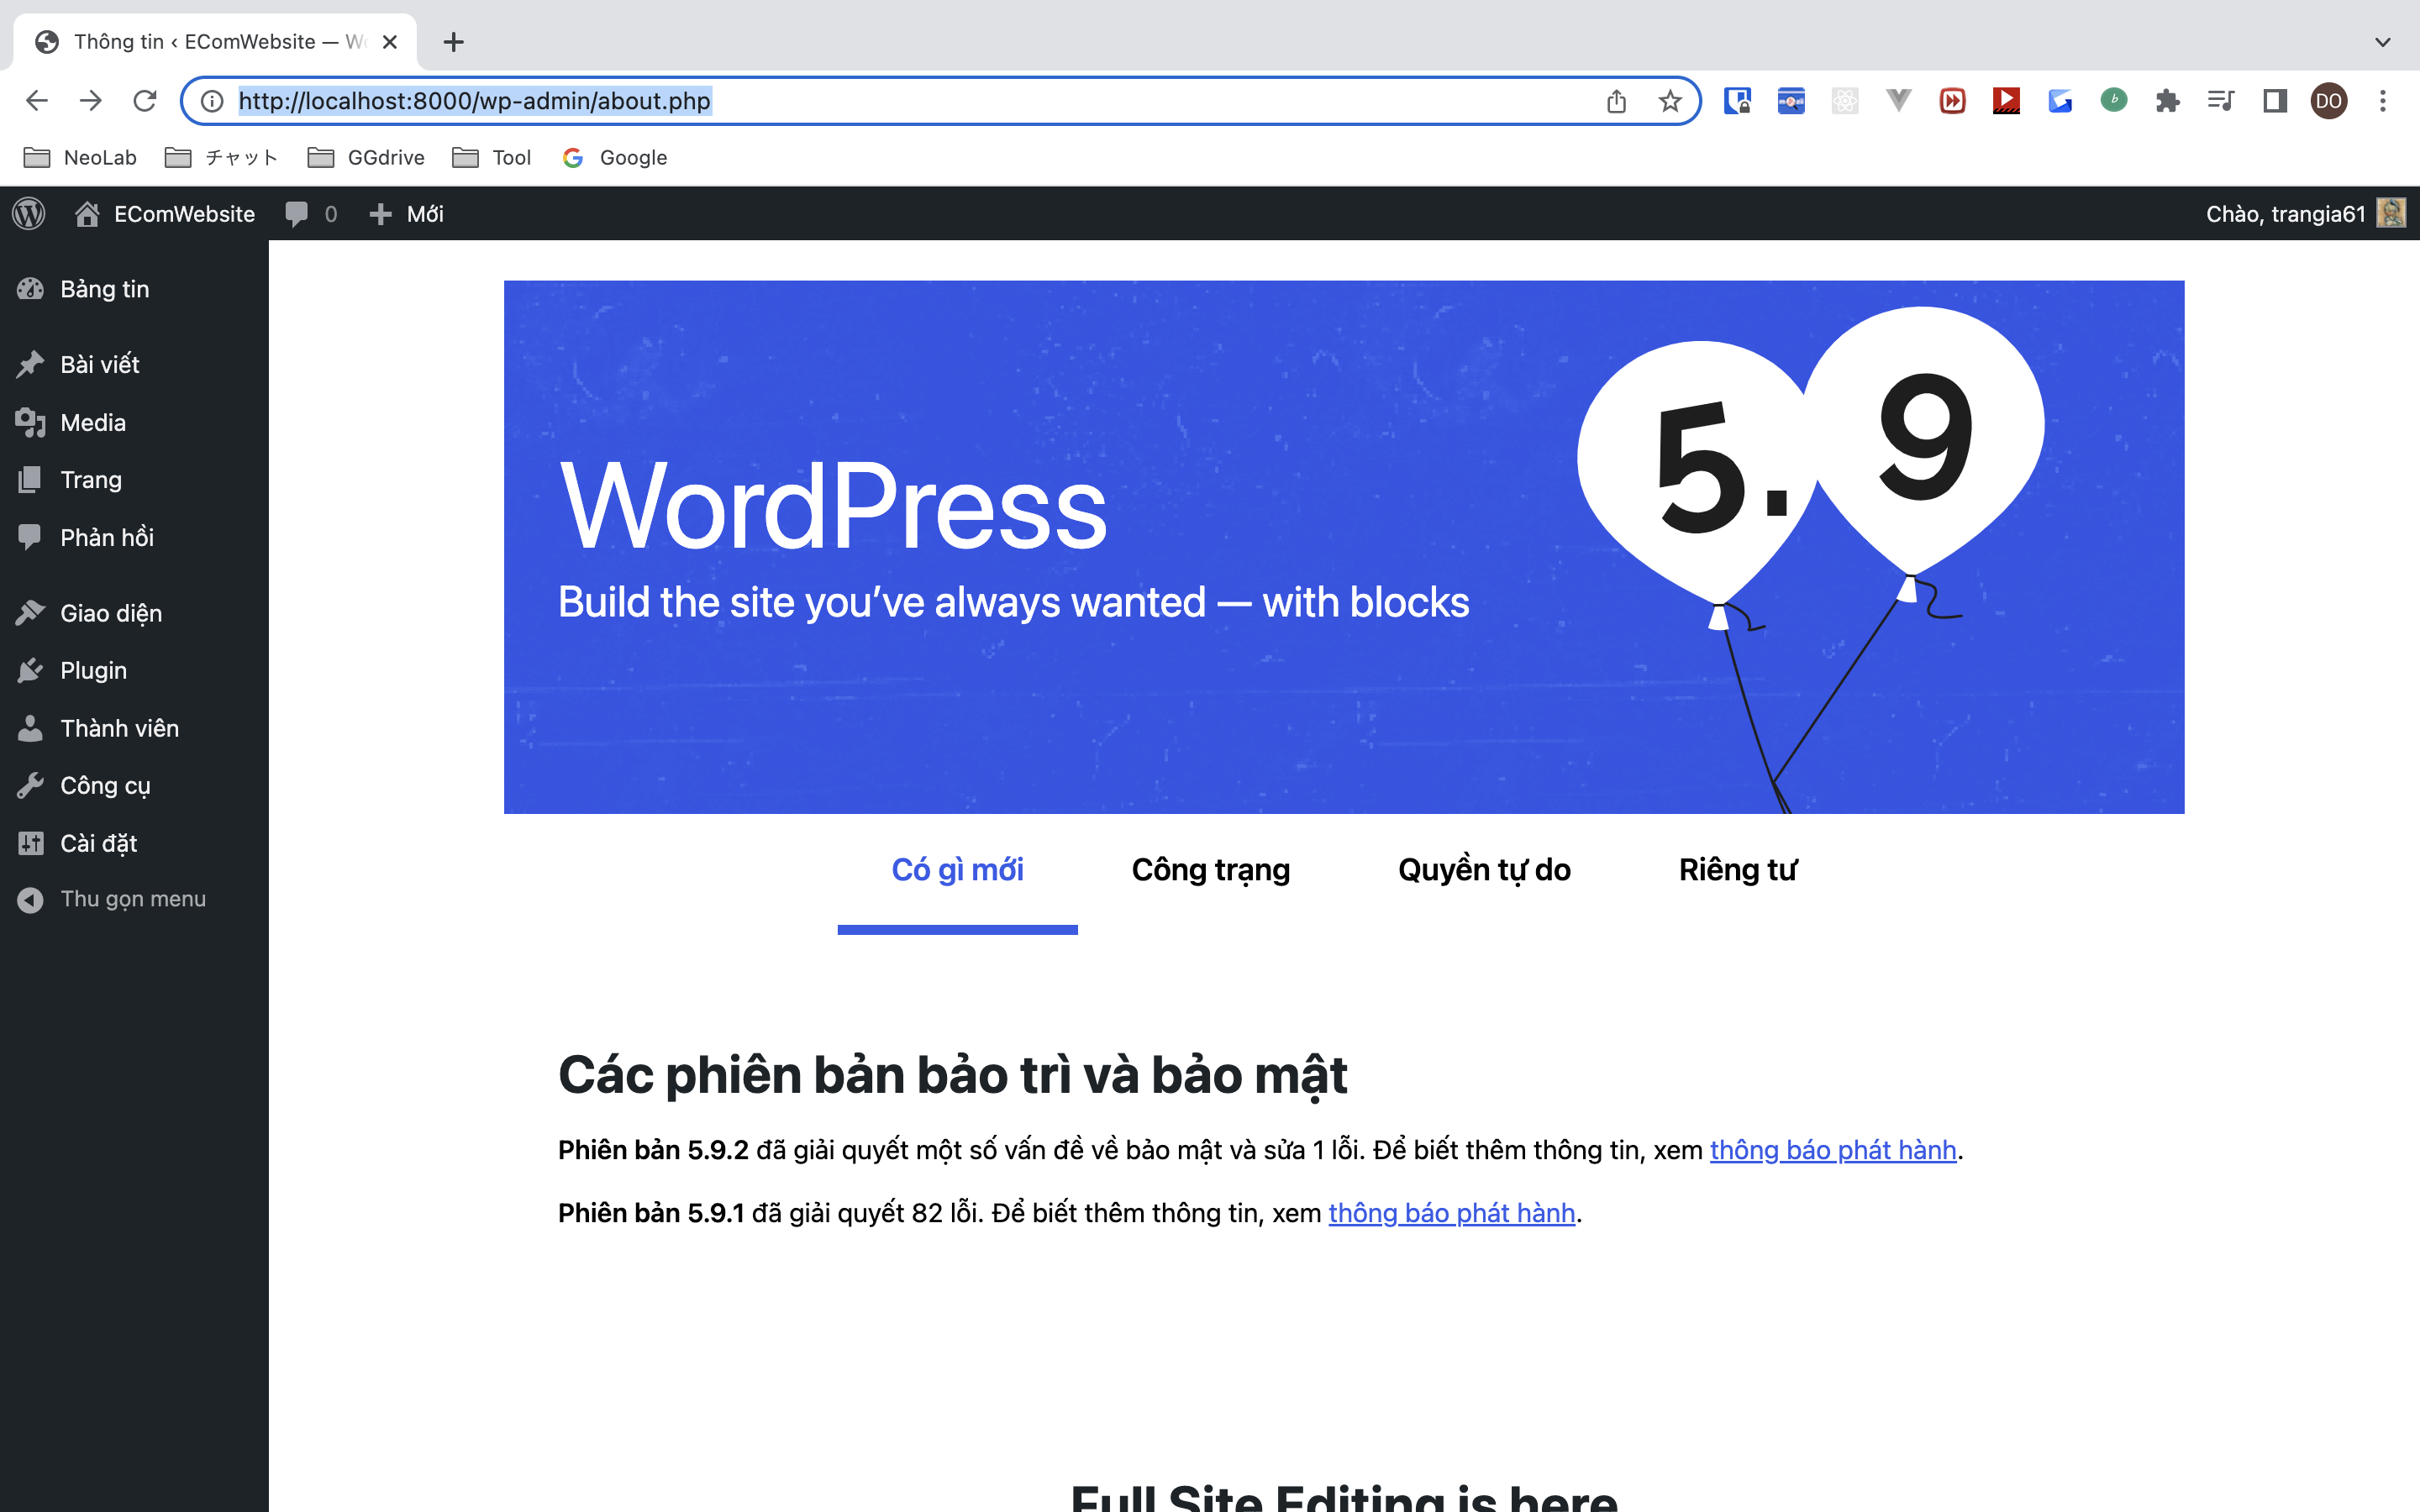 Thông tin ‹ EComWebsite — W
http://localhost:8000/wp-admin/about.php
DO
NeoLab チャット GGdrive Tool Google
EComWebsite 0 Mới Chào, trangia61
Bảng tin
Bài viết
Media
Trang
Phản hồi
Giao diện
Plugin
Thành viên
Công cụ
Cài đặt
Thu gọn menu
5.9
WordPress
Build the site you’ve always wanted — with blocks
Có gì mới Công trạng Quyền tự do Riêng tư
Các phiên bản bảo trì và bảo mật
Phiên bản 5.9.2 đã giải quyết một số vấn đề về bảo mật và sửa 1 lỗi. Để biết thêm thông tin, xem thông báo phát hành.
Phiên bản 5.9.1 đã giải quyết 82 lỗi. Để biết thêm thông tin, xem thông báo phát hành.
Full Site Editing is here